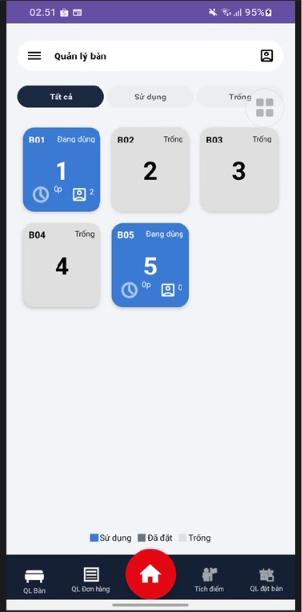 02.51 95%
Quản lý bàn
Tất cả Sử dụng Trống
B01 Đang dùng B02 Trống B03 Trống
1 2 3
0p 2
B04 Trống B05 Đang dùng
4 5
0p 0
Sử dụng Đã đặt Trống
QL Bàn QL Đơn hàng Tích điểm QL đặt bàn